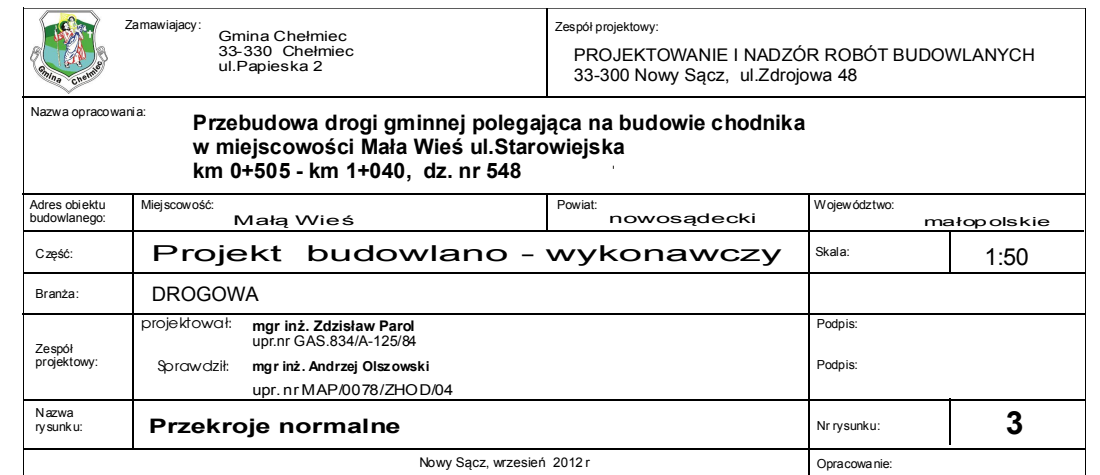 Gmina Chełmiec
Zamawiajacy:
Gmina Chełmiec
33-330 Chełmiec
ul.Papieska 2
Zespół projektowy:
PROJEKTOWANIE I NADZÓR ROBÓT BUDOWLANYCH
33-300 Nowy Sącz, ul.Zdrojowa 48
Nazwa opracowania:
Przebudowa drogi gminnej polegająca na budowie chodnika
w miejscowości Mała Wieś ul.Starowiejska
km 0+505 - km 1+040, dz. nr 548
Adres obiektu
budowlanego:
Miejscowość:
Małą Wieś
Powiat:
nowosądecki
Województwo:
małopolskie
Część:
Projekt budowlano - wykonawczy
Skala:
1:50
Branża:
DROGOWA
Zespół
projektowy:
projektował:
mgr inż. Zdzisław Parol
upr.nr GAS.834/A-125/84
Sprawdził:
mgr inż. Andrzej Olszowski
upr. nr MAP/0078/ZHOD/04
Podpis:
Podpis:
Nazwa
rysunku:
Przekroje normalne
Nr rysunku:
3
Nowy Sącz, wrzesień 2012 r
Opracowanie: